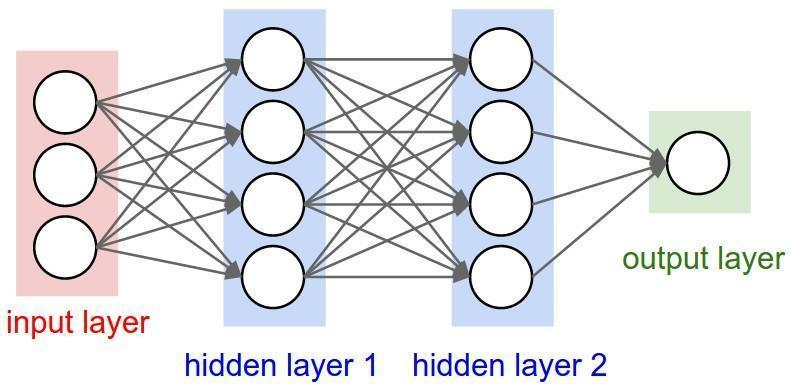 input layer
hidden layer 1
hidden layer 2
output layer